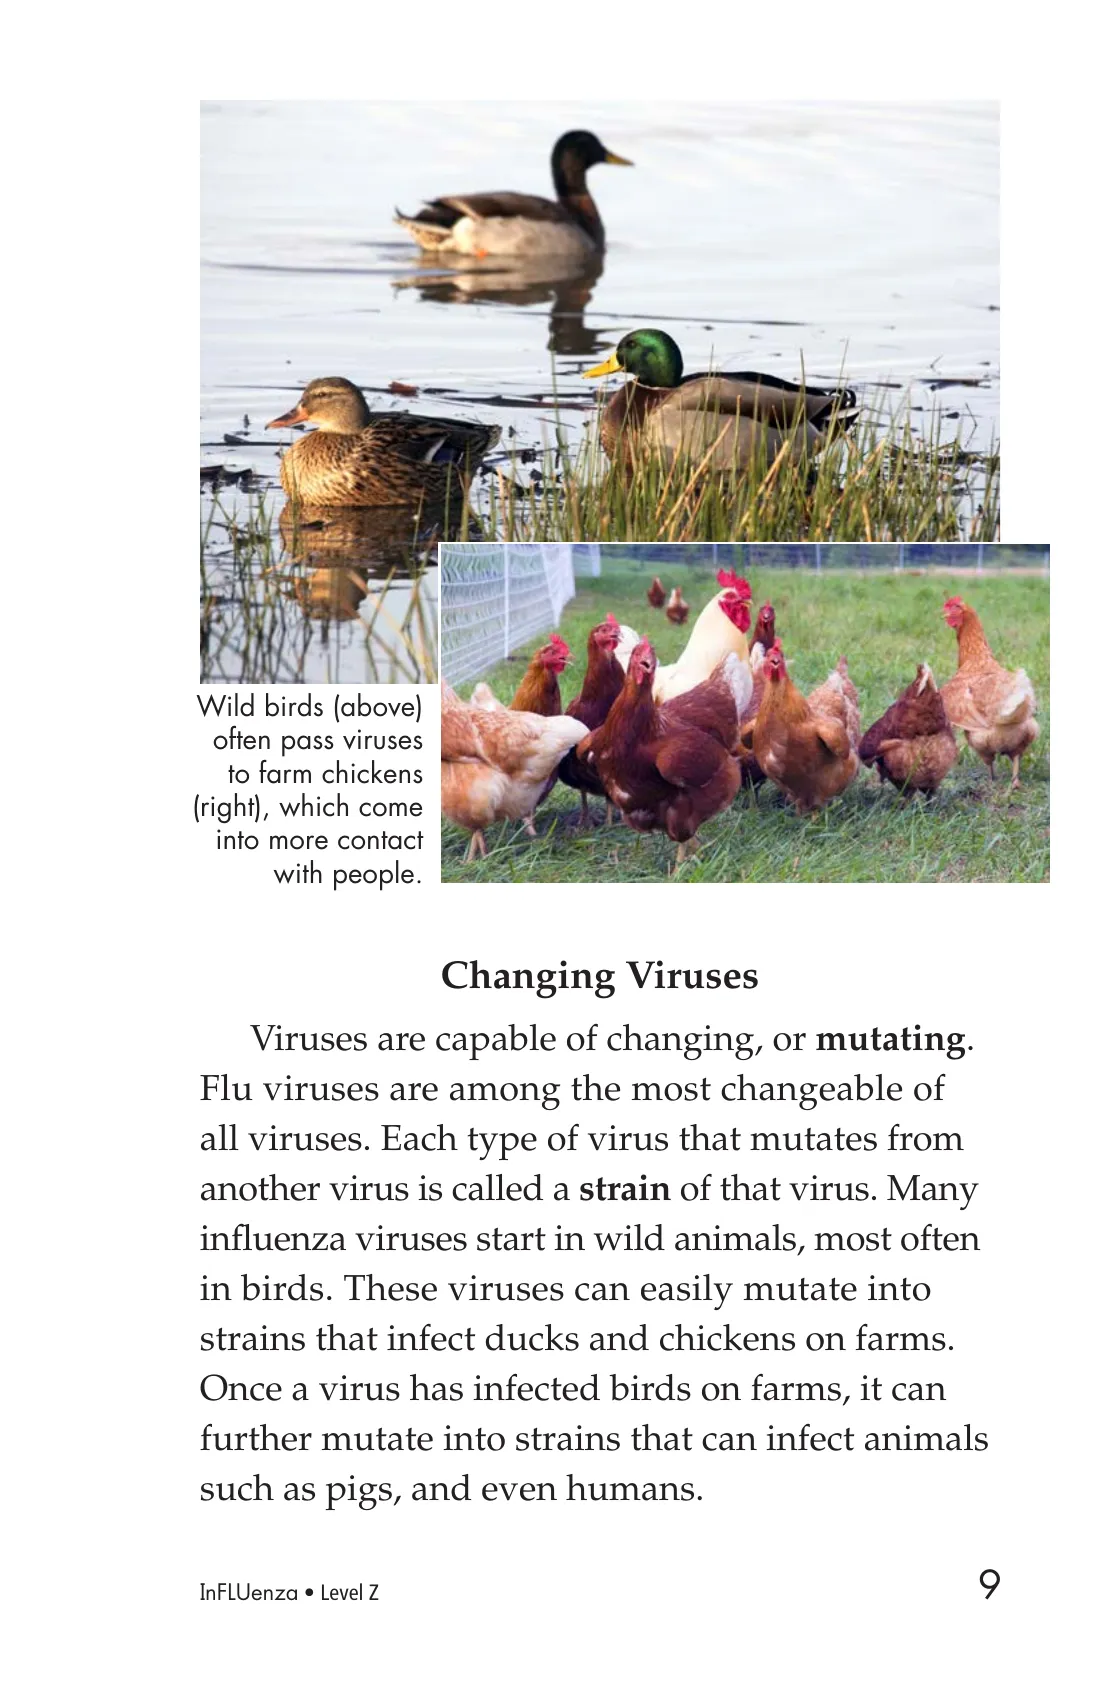 Wild birds (above)
often pass viruses
to farm chickens
(right), which come
into more contact
with people.
Changing Viruses
Viruses are capable of changing, or mutating.
Flu viruses are among the most changeable of
all viruses. Each type of virus that mutates from
another virus is called a strain of that virus. Many
influenza viruses start in wild animals, most often
in birds. These viruses can easily mutate into
strains that infect ducks and chickens on farms.
Once a virus has infected birds on farms, it can
further mutate into strains that can infect animals
such as pigs, and even humans.
InFLUenza • Level Z
9